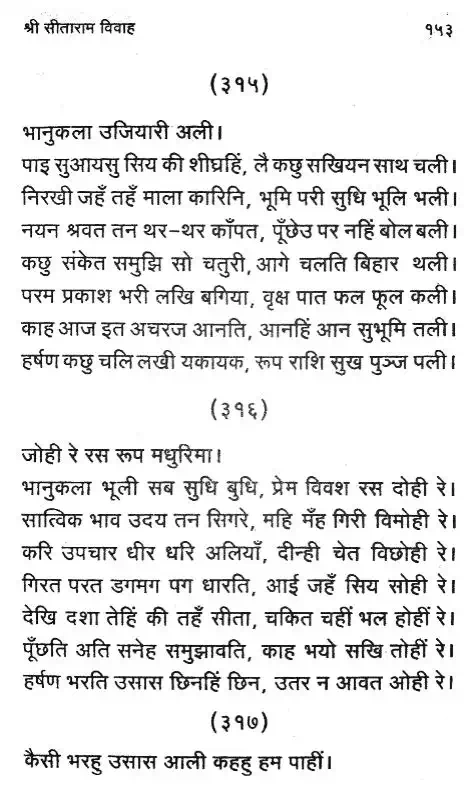 श्री सीताराम विवाह १५३
(३१५)
भानुकला उजियारी अली।
पाइ सुआयसु सिय की शीघ्रहिं, लै कछु सखियन साथ चली।
निरखी जहँ तहँ माला कारिनि, भूमि परी सुधि भूलि भली।
नयन श्रवत तन थर-थर काँपत, पूँछेउ पर नहिं बोल बली।
कछु संकेत समुझि सो चतुरी, आगे चलति बिहार थली।
परम प्रकाश भरी लखि बगिया, वृक्ष पात फल फूल कली।
काह आज इत अचरज आनति, आनहिं आन सुभूमि तली।
हर्षण कछु चलि लखी यकायक, रूप राशि सुख पुञ्ज पली।
(३१६)
जोही रे रस रूप मधुरिमा।
भानुकला भूली सब सुधि बुधि, प्रेम विवश रस दोही रे।
सात्विक भाव उदय तन सिगरे, महि मँह गिरी विमोही रे।
करि उपचार धीर धरि अलियाँ, दीन्ही चेत विछोही रे।
गिरत परत डगमग पग धारति, आई जहँ सिय सोही रे।
देखि दशा तेहिं की तहँ सीता, चकित चहीं भल होहीं रे।
पूँछति अति सनेह समुझावति, काह भयो सखि तोहीं रे।
हर्षण भरति उसास छिनहिं छिन, उतर न आवत ओही रे।
(३१७)
कैसी भरहु उसास आली कहहु हम पाहीं।